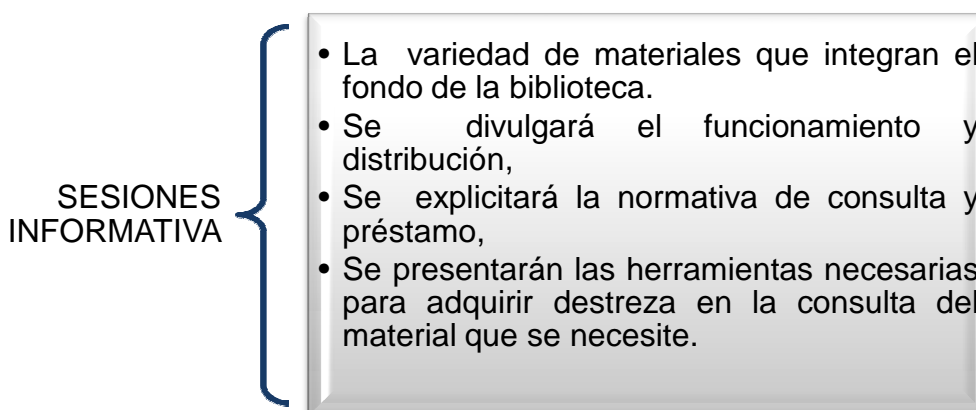 SESIONES
INFORMATIVA
• La variedad de materiales que integran el
fondo de la biblioteca.
• Se divulgará el funcionamiento y
distribución,
• Se explicitará la normativa de consulta y
préstamo,
• Se presentarán las herramientas necesarias
para adquirir destreza en la consulta del
material que se necesite.